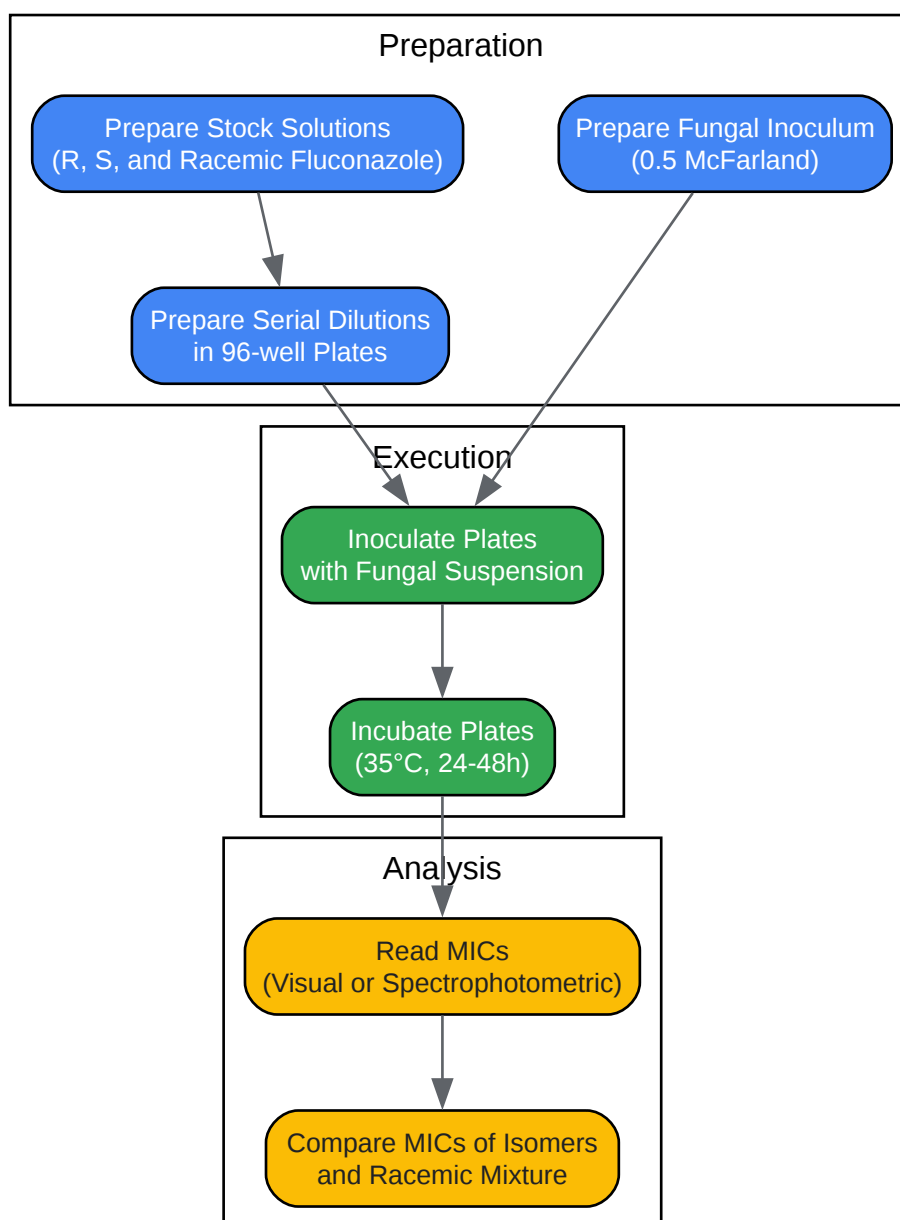 Preparation
Prepare Stock Solutions
(R, S, and Racemic Fluconazole)
Prepare Fungal Inoculum
(0.5 McFarland)
Prepare Serial Dilutions
in 96-well Plates
Execution
Inoculate Plates
with Fungal Suspension
Incubate Plates
(35°C, 24-48h)
Analysis
Read MICs
(Visual or Spectrophotometric)
Compare MICs of Isomers
and Racemic Mixture